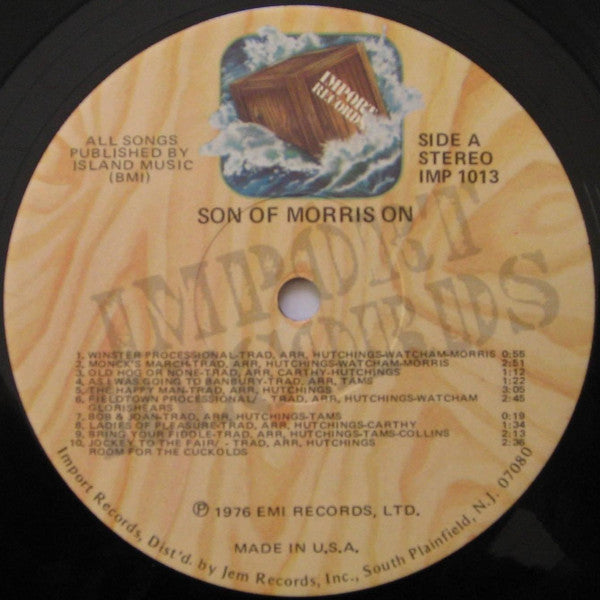 IMPORT
RECORDS
ALL SONGS
PUBLISHED BY
ISLAND MUSIC
(BMI)
SIDE A
STEREO
IMP 1013
SON OF MORRIS ON
IMPORT
RECORDS
1. WINSTER PROCESSIONAL-TRAD, ARR, HUTCHINGS-WATCHAM-MORRIS 0:55
2. MONCK'S MARCH-TRAD, ARR, HUTCHINGS-WATCHAM-MORRIS 2:51
3. OLD HOG OR NONE-TRAD, ARR, CARTHY-HUTCHINGS 1:12
4. AS I WAS GOING TO BANBURY-TRAD, ARR, TAMS 1:22
5. THE HAPPY MAN-TRAD, ARR, HUTCHINGS 3:05
6. FIELDTOWN PROCESSIONAL/ - TRAD, ARR, HUTCHINGS-WATCHAM 2:45
GLORISHEARS
7. BOB & JOAN-TRAD, ARR, HUTCHINGS-TAMS 0:19
8. LADIES OF PLEASURE-TRAD, ARR, HUTCHINGS-CARTHY 1:34
9. BRING YOUR FIDDLE-TRAD, ARR, HUTCHINGS-TAMS-COLLINS 2:13
10. JOCKEY TO THE FAIR/ - TRAD, ARR, HUTCHINGS 2:36
ROOM FOR THE CUCKOLDS
Ⓟ 1976 EMI RECORDS, LTD.
MADE IN U.S.A.
Import Records, Dist'd. by Jem Records, Inc., South Plainfield, N.J. 07080